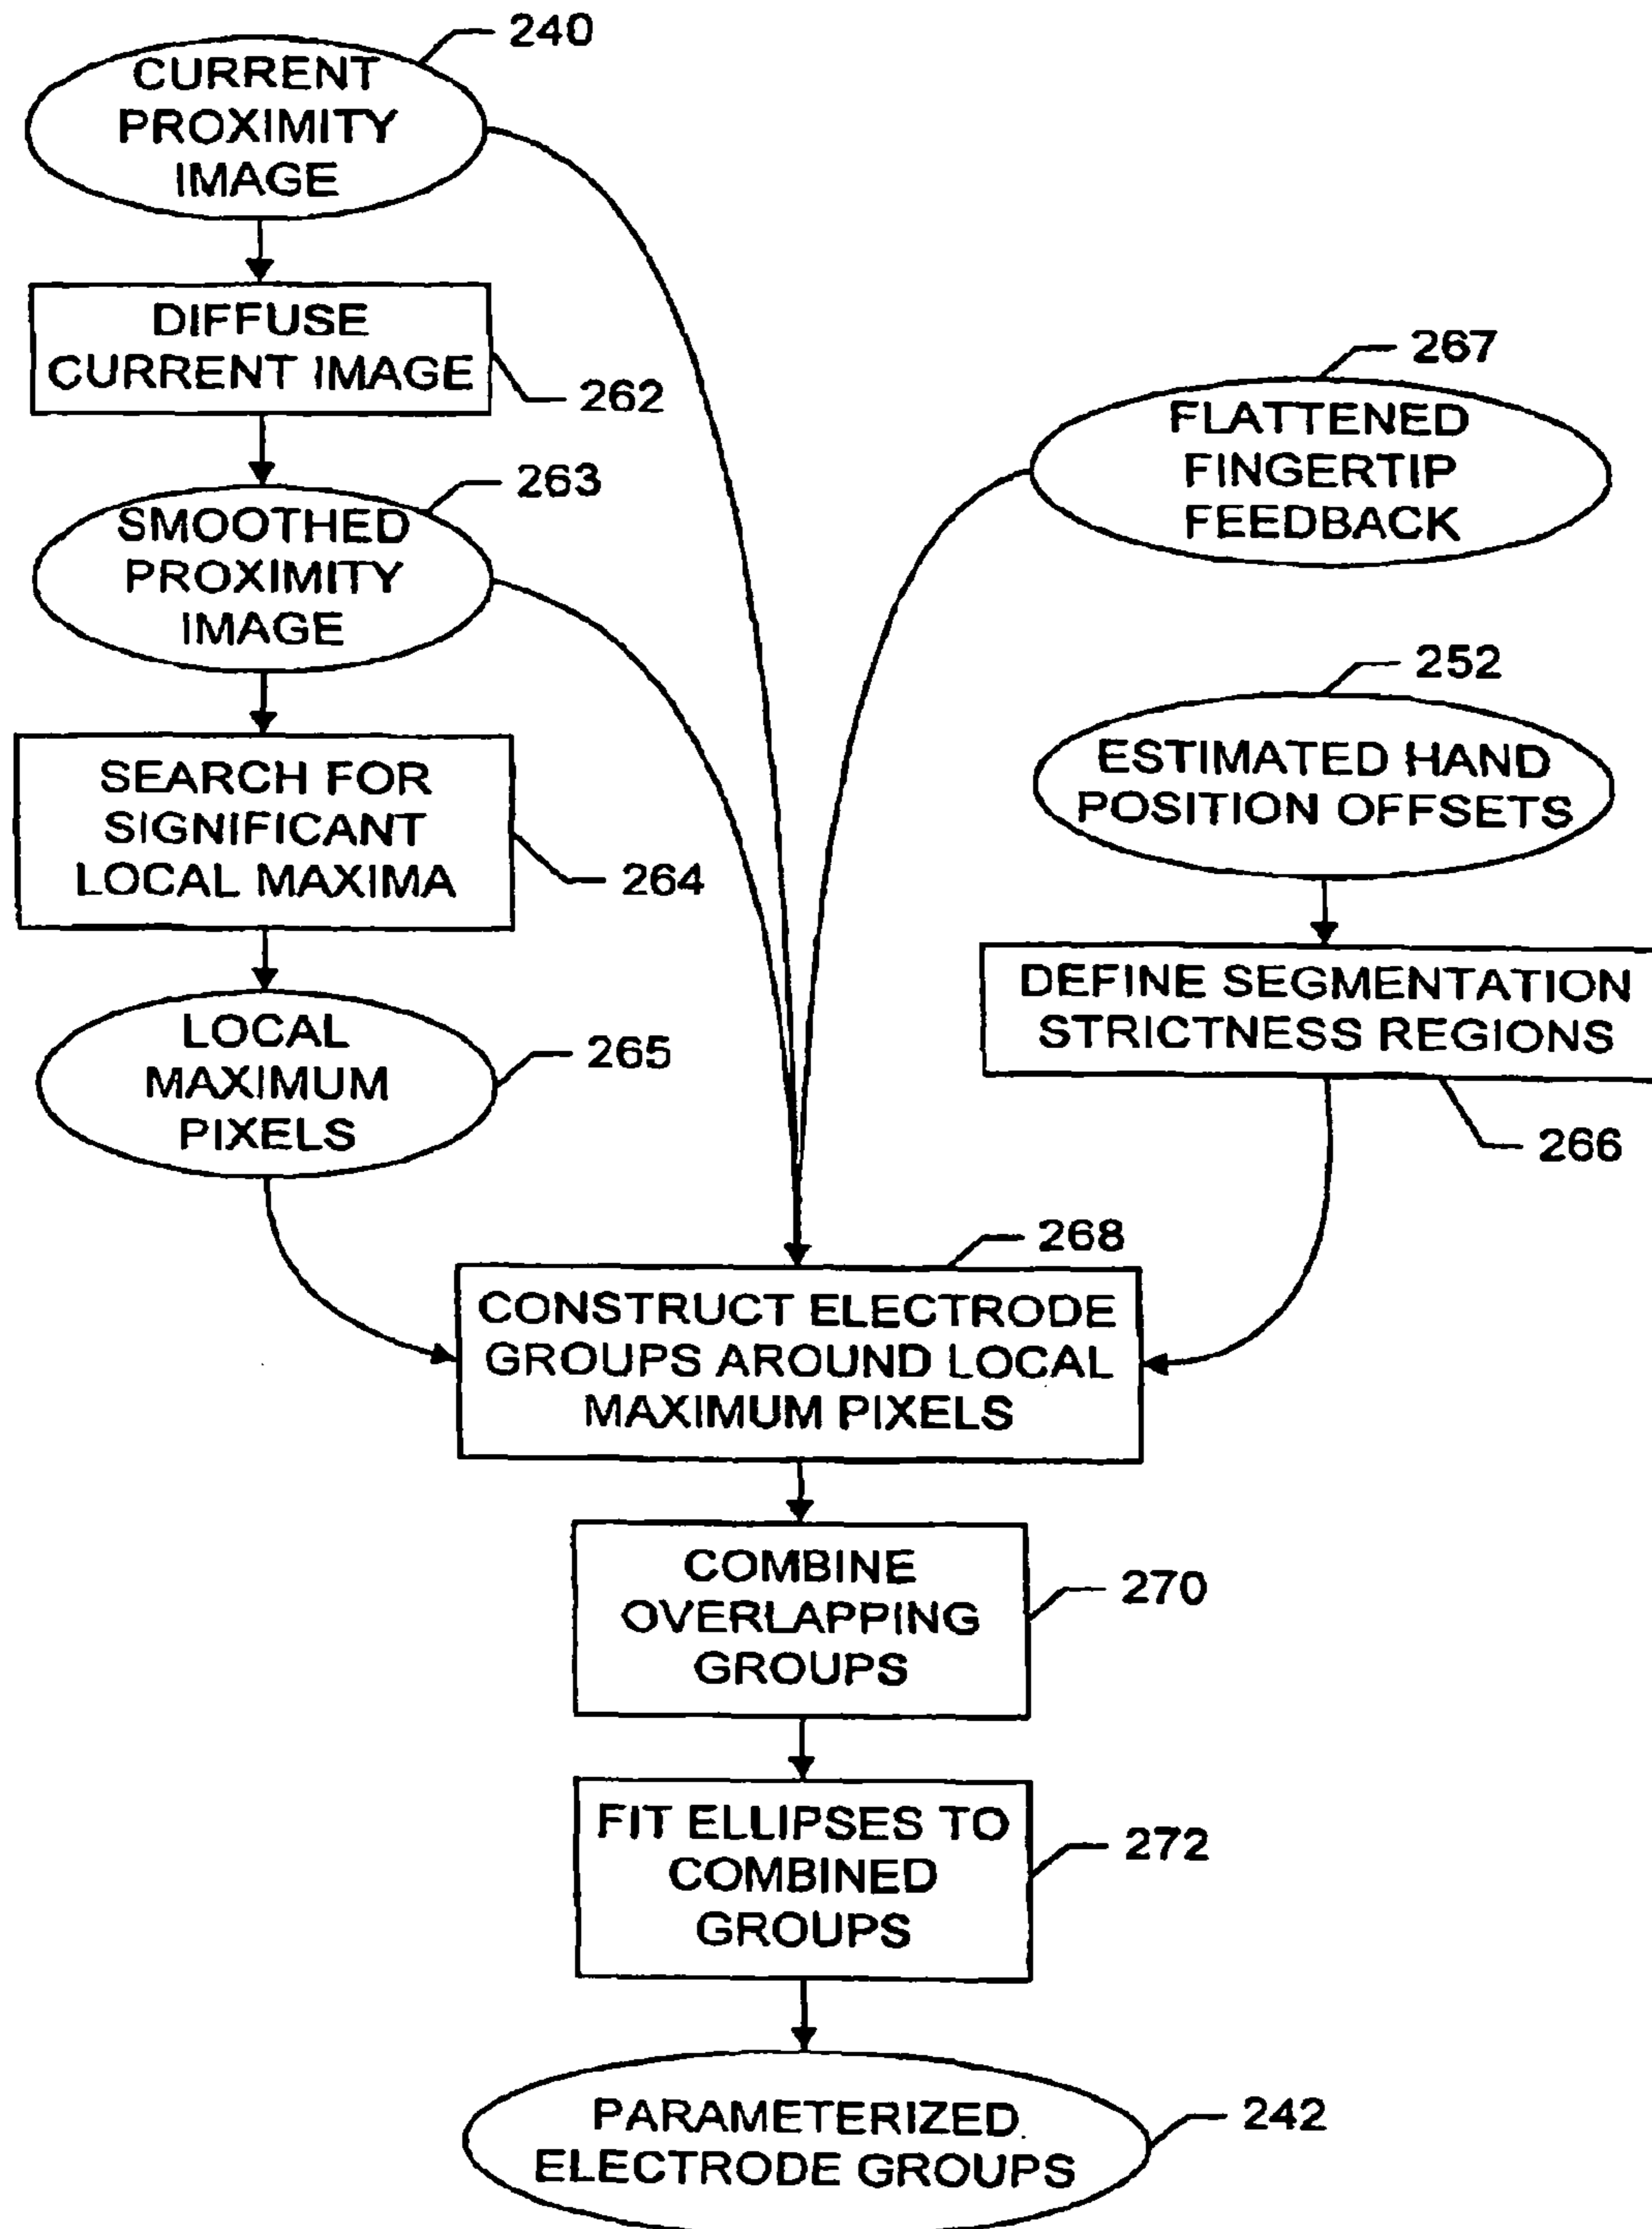 240
CURRENT
PROXIMITY
IMAGE
DIFFUSE
CURRENT IMAGE
262
263
SMOOTHED
PROXIMITY
IMAGE
SEARCH FOR
SIGNIFICANT
LOCAL MAXIMA
264
LOCAL
MAXIMUM
PIXELS
265
267
FLATTENED
FINGERTIP
FEEDBACK
252
ESTIMATED HAND
POSITION OFFSETS
DEFINE SEGMENTATION
STRICTNESS REGIONS
266
268
CONSTRUCT ELECTRODE
GROUPS AROUND LOCAL
MAXIMUM PIXELS
COMBINE
OVERLAPPING
GROUPS
270
FIT ELLIPSES TO
COMBINED
GROUPS
272
PARAMETERIZED
ELECTRODE GROUPS
242